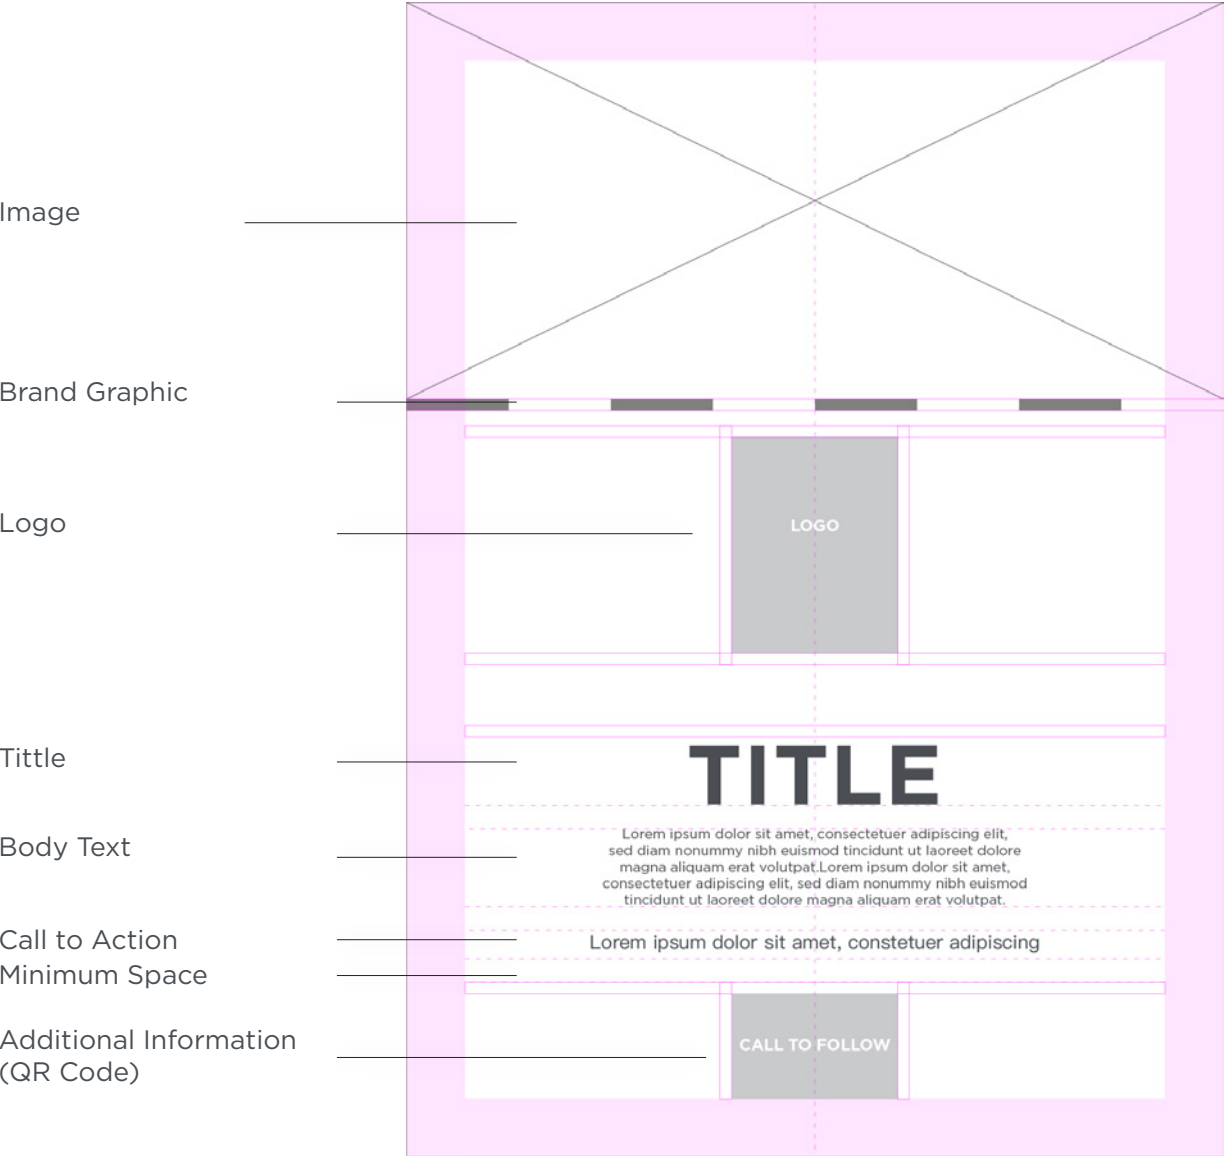 Image
Brand Graphic
Logo
LOGO
Tittle
TITLE
Body Text
Lorem ipsum dolor sit amet, consectetuer adipiscing elit,
sed diam nonummy nibh euismod tincidunt ut laoreet dolore
magna aliquam erat volutpat.Lorem ipsum dolor sit amet,
consectetuer adipiscing elit, sed diam nonummy nibh euismod
tincidunt ut laoreet dolore magna aliquam erat volutpat.
Call to Action
Lorem ipsum dolor sit amet, constetuer adipiscing
Minimum Space
Additional Information
(QR Code)
CALL TO FOLLOW